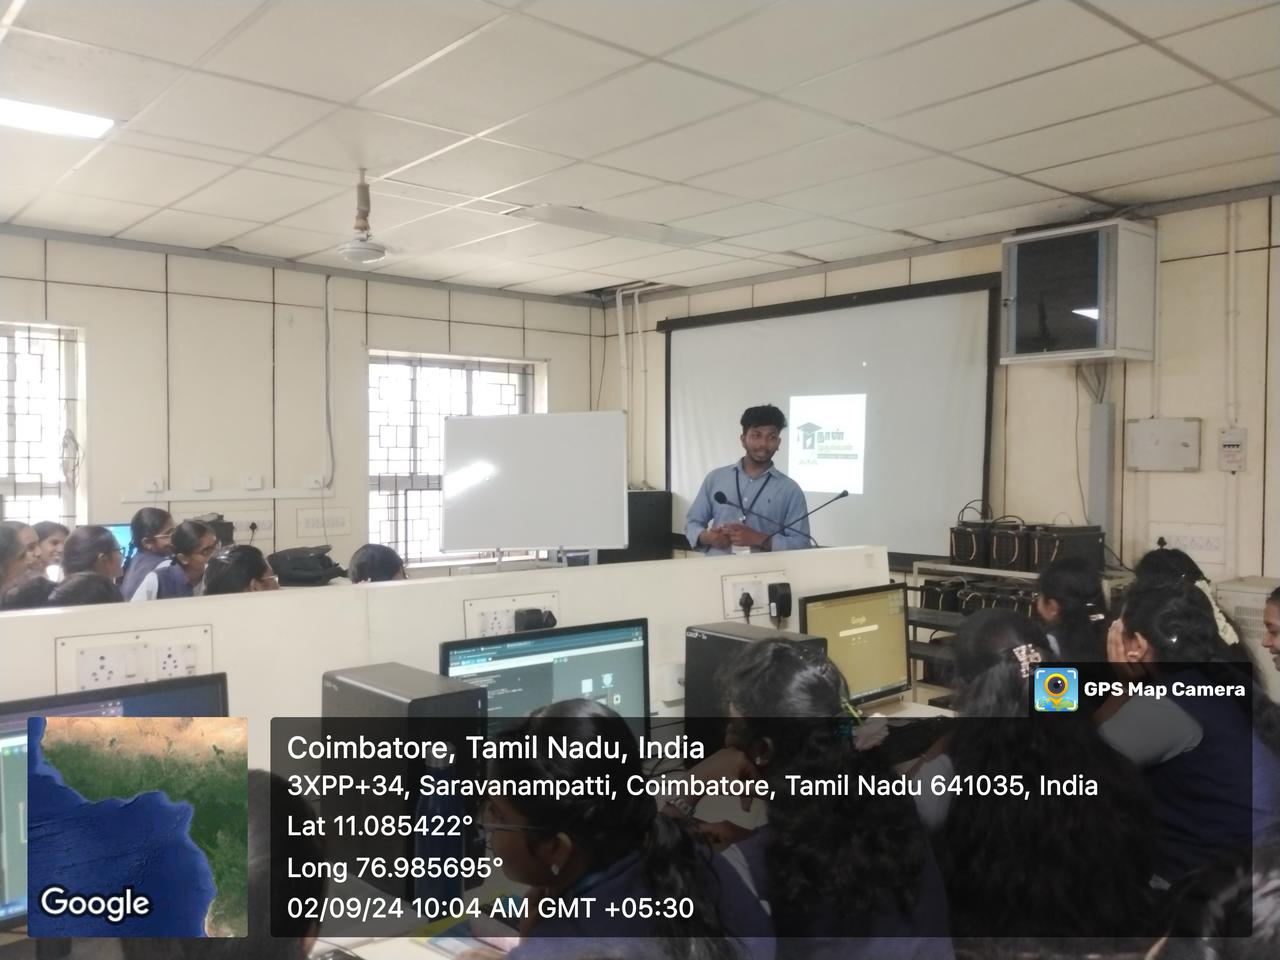 நான்
Google
GPS Map Camera
Coimbatore, Tamil Nadu, India
3XPP+34, Saravanampatti, Coimbatore, Tamil Nadu 641035, India
Lat 11.085422°
Long 76.985695°
02/09/24 10:04 AM GMT +05:30
Google